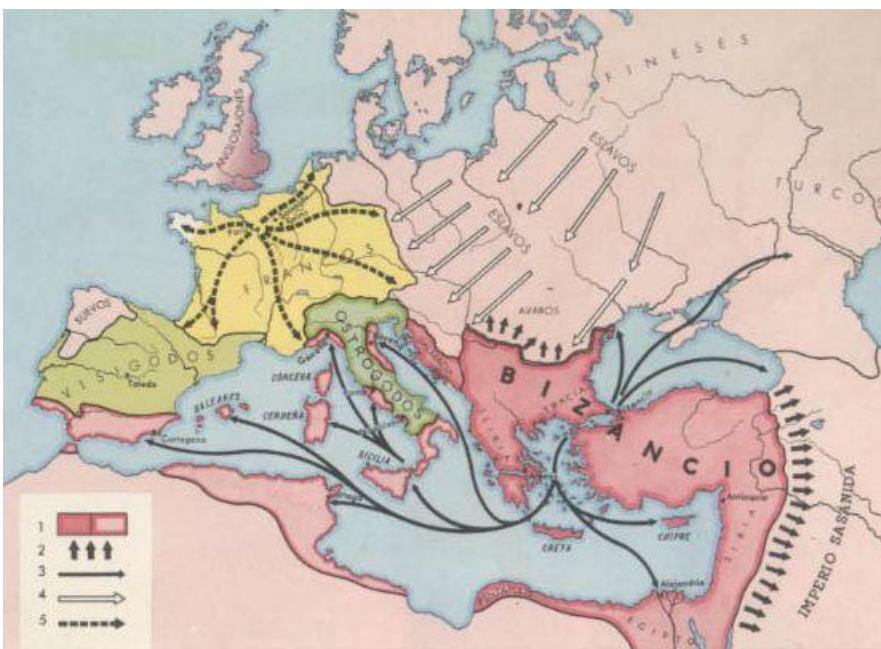 FINESES
ESLAVOS
TURCOS
ANGLOSAJONES
ESLAVOS
París
FRANCOS
AVAROS
SUEVOS
VISIGODOS
Toledo
OSTROGODOS
CÓRCEGA
CERDEÑA
BALEARES
Cartagena
SICILIA
BIZANCIO
TRACIA
CRETA
CHIPRE
Antioquía
SIRIA
Alejandría
EGIPTO
IMPERIO SASÁNIDA
1
2
3
4
5